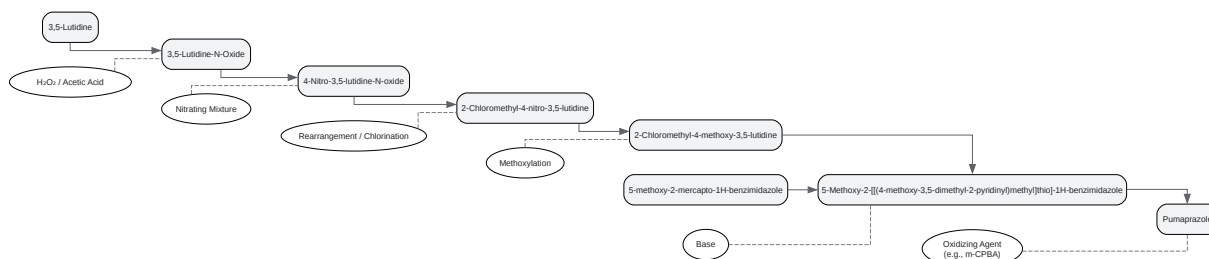 3,5-Lutidine
3,5-Lutidine-N-Oxide
H₂O₂ / Acetic Acid
4-Nitro-3,5-lutidine-N-oxide
Nitrating Mixture
2-Chloromethyl-4-nitro-3,5-lutidine
Rearrangement / Chlorination
2-Chloromethyl-4-methoxy-3,5-lutidine
Methoxylation
5-methoxy-2-mercapto-1H-benzimidazole
5-Methoxy-2-[[(4-methoxy-3,5-dimethyl-2-pyridinyl)methyl]thio]-1H-benzimidazole
Pumaprazole
Base
Oxidizing Agent
(e.g., m-CPBA)